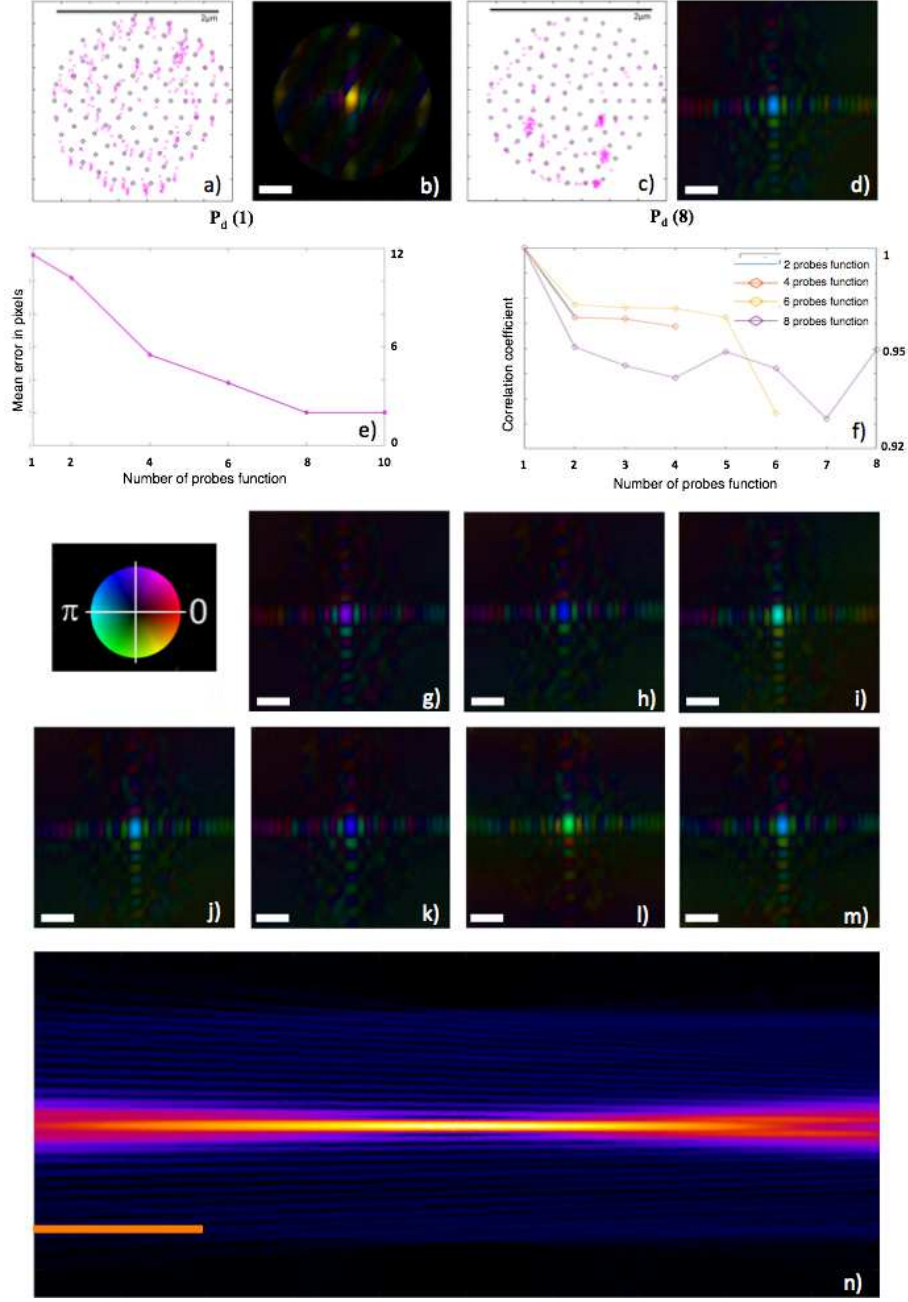 2µm
2µm
a)
b)
c)
d)
P_d (1)
P_d (8)
12
6
0
Mean error in pixels
e)
1 2 4 6 8 10
Number of probes function
2 probes function
4 probes function
6 probes function
8 probes function
1
0.95
0.92
Correlation coefficient
f)
1 2 3 4 5 6 7 8
Number of probes function
π 0
g)
h)
i)
j)
k)
l)
m)
n)